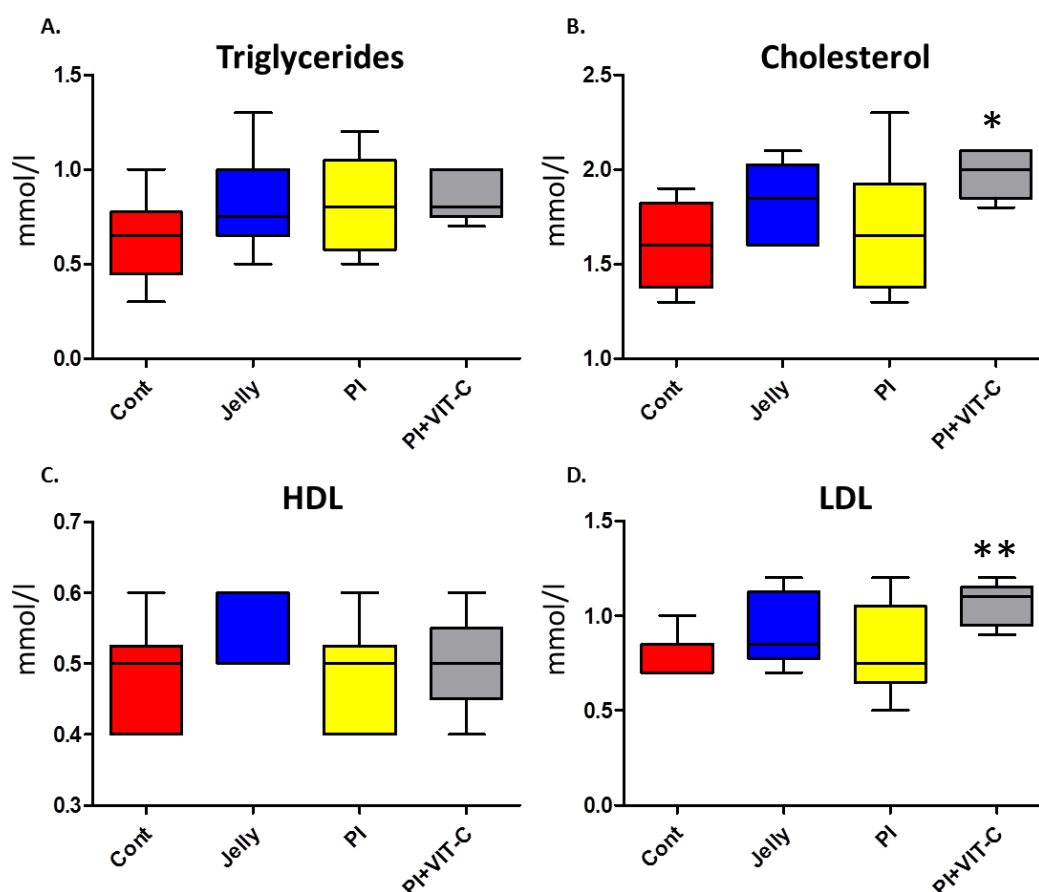 A.
Triglycerides
mmol/l
1.5
1.0
0.5
0.0
Cont
Jelly
PI
PI+VIT-C
B.
Cholesterol
mmol/l
2.5
2.0
1.5
1.0
*
Cont
Jelly
PI
PI+VIT-C
C.
HDL
mmol/l
0.7
0.6
0.5
0.4
0.3
Cont
Jelly
PI
PI+VIT-C
D.
LDL
mmol/l
1.5
1.0
0.5
0.0
**
Cont
Jelly
PI
PI+VIT-C